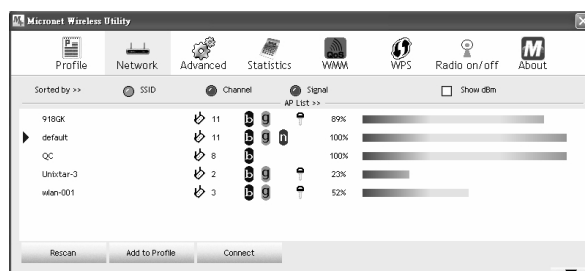 Micronet Wireless Utility
Profile Network Advanced Statistics WMM WPS Radio on/off About
Sorted by >> SSID Channel Signal Show dBm
AP List >>
918GK 11 b g 89%
default 11 b g n 100%
QC 8 b 100%
Unixtar-3 2 b g 23%
wlan-001 3 b g 52%
Rescan Add to Profile Connect